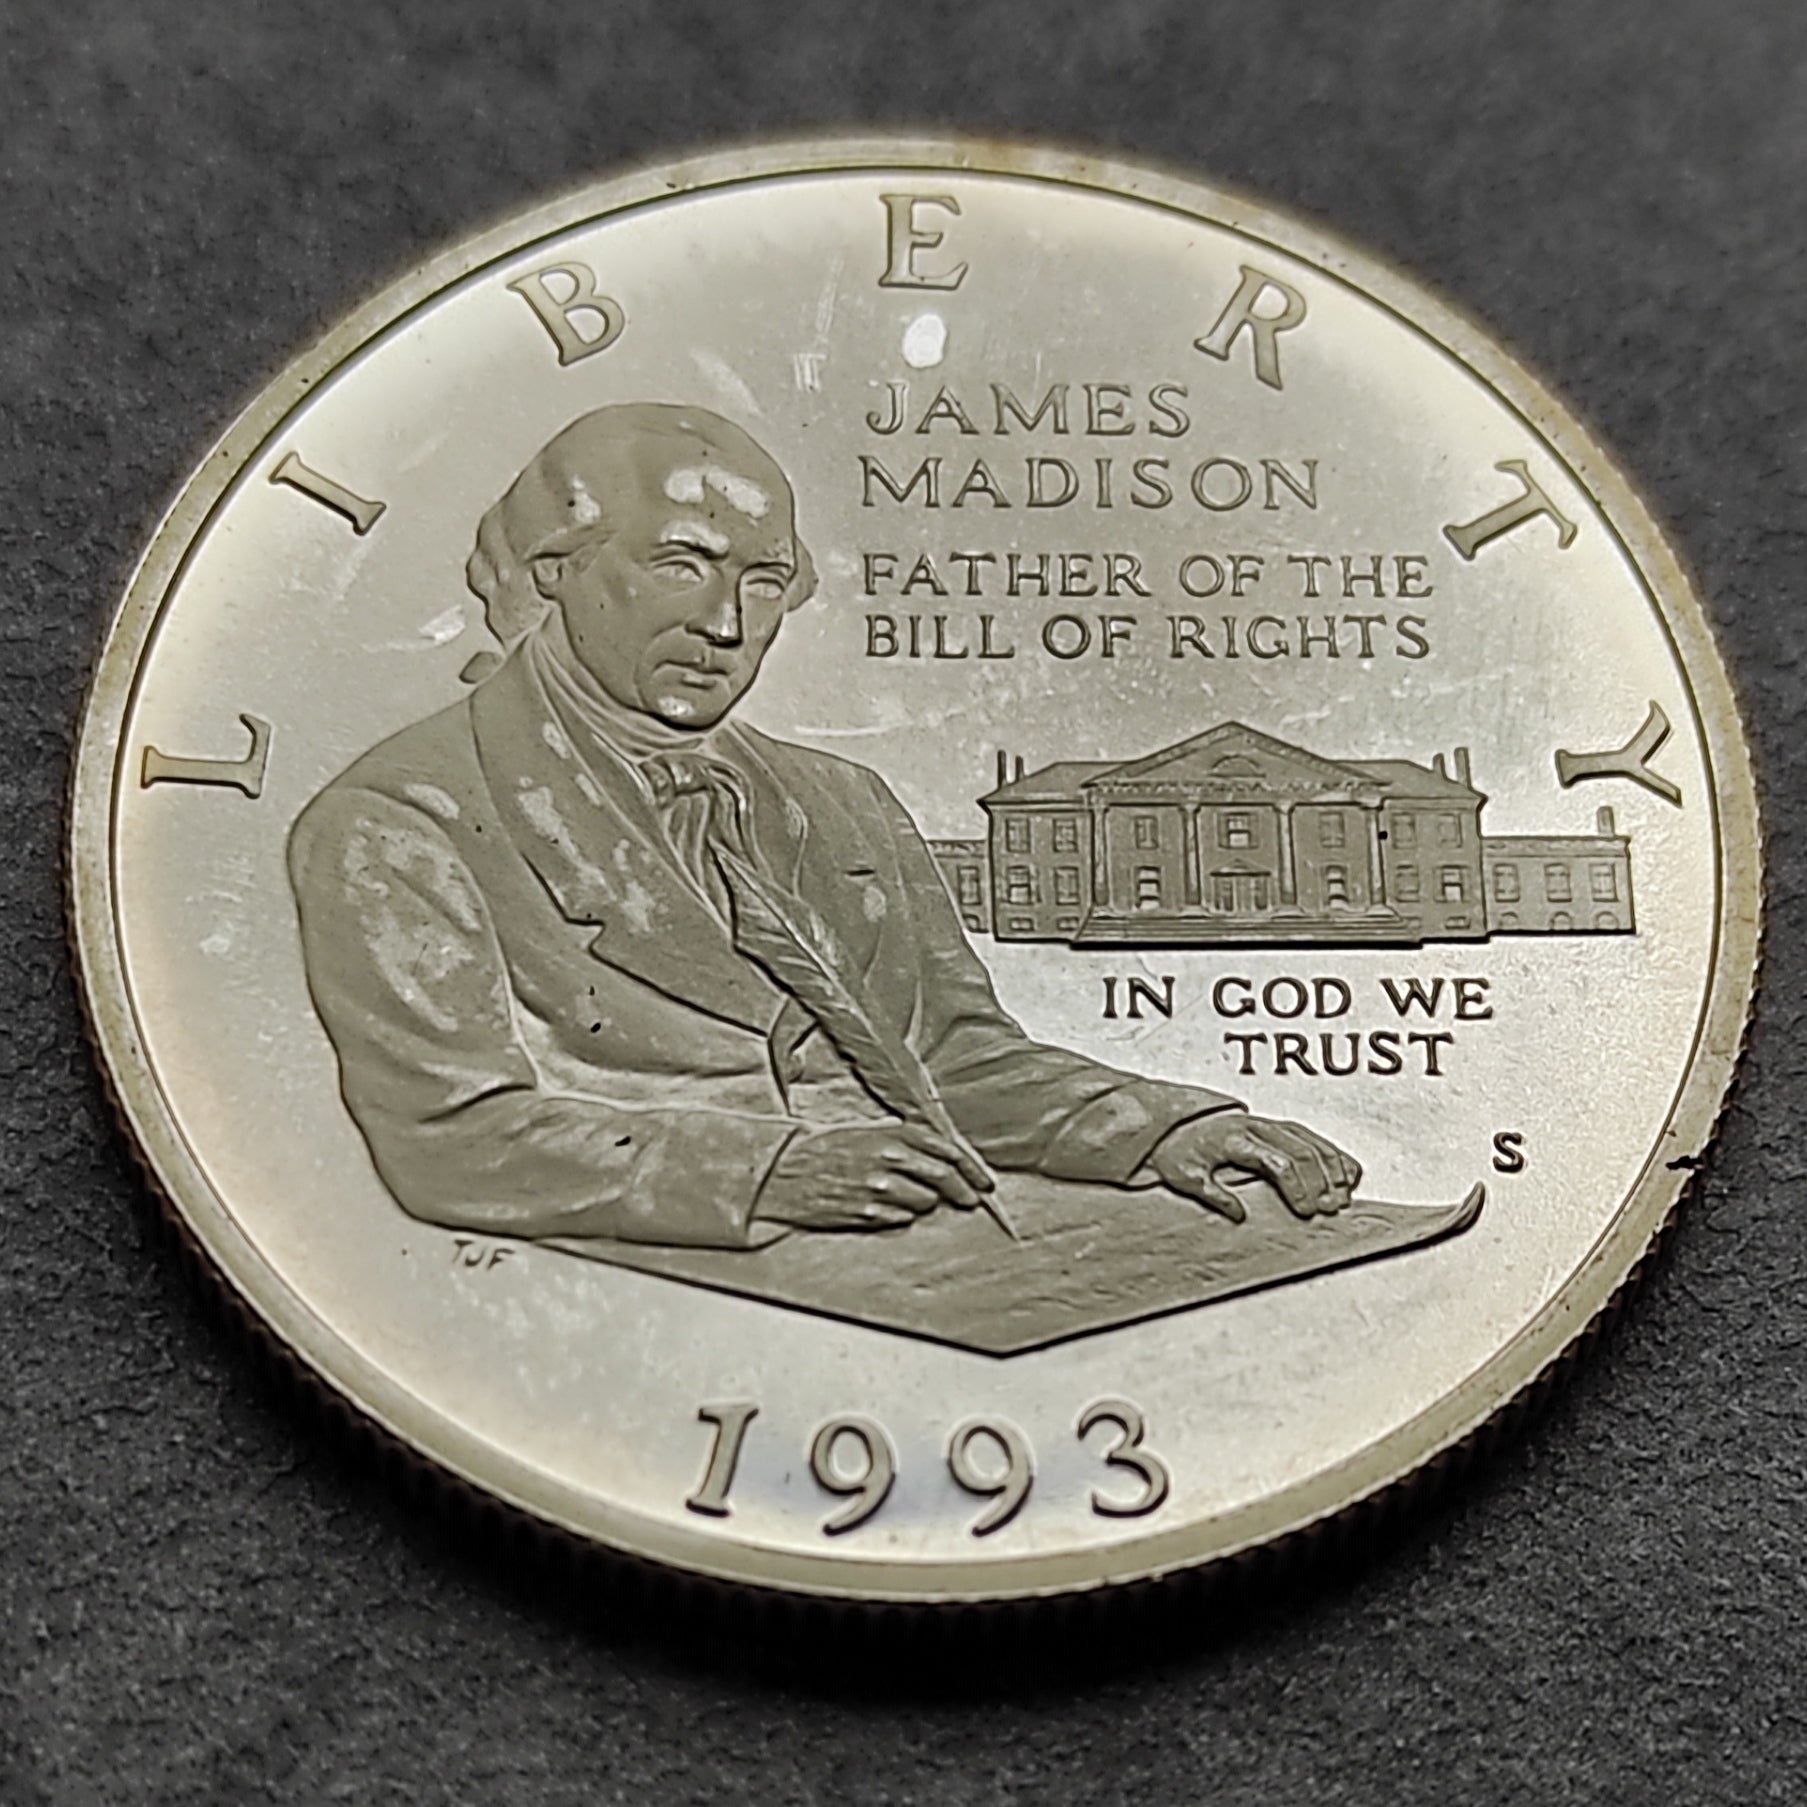 LIBERTY
JAMES
MADISON
FATHER OF THE
BILL OF RIGHTS
IN GOD WE
TRUST
S
TJF
1993